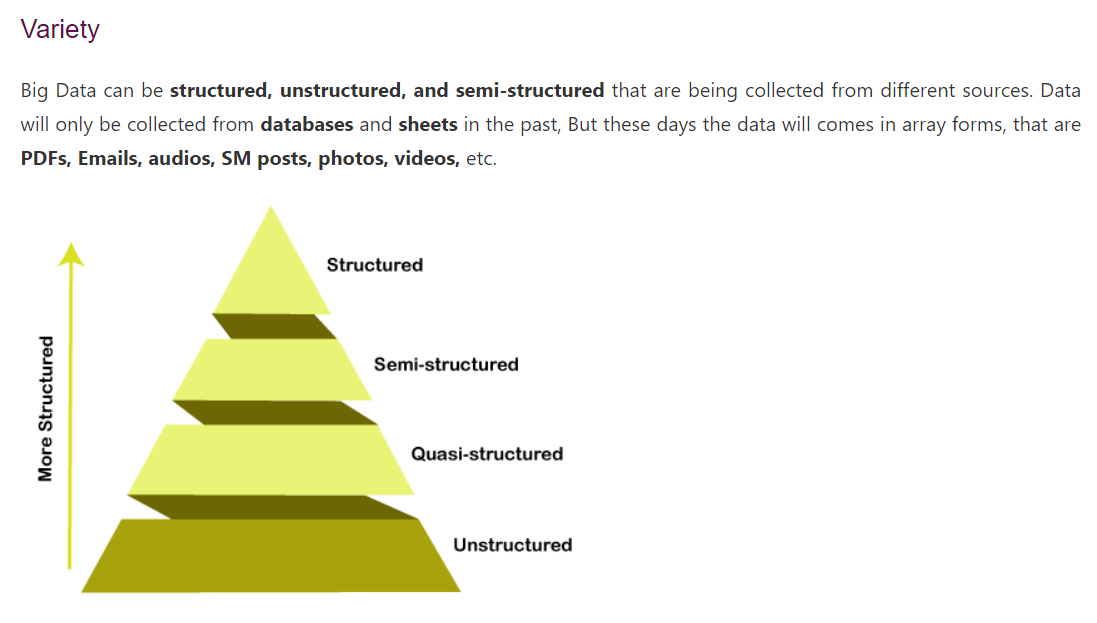 Variety
Big Data can be structured, unstructured, and semi-structured that are being collected from different sources. Data
will only be collected from databases and sheets in the past, But these days the data will comes in array forms, that are
PDFs, Emails, audios, SM posts, photos, videos, etc.
Structured
Semi-structured
Quasi-structured
Unstructured
More Structured